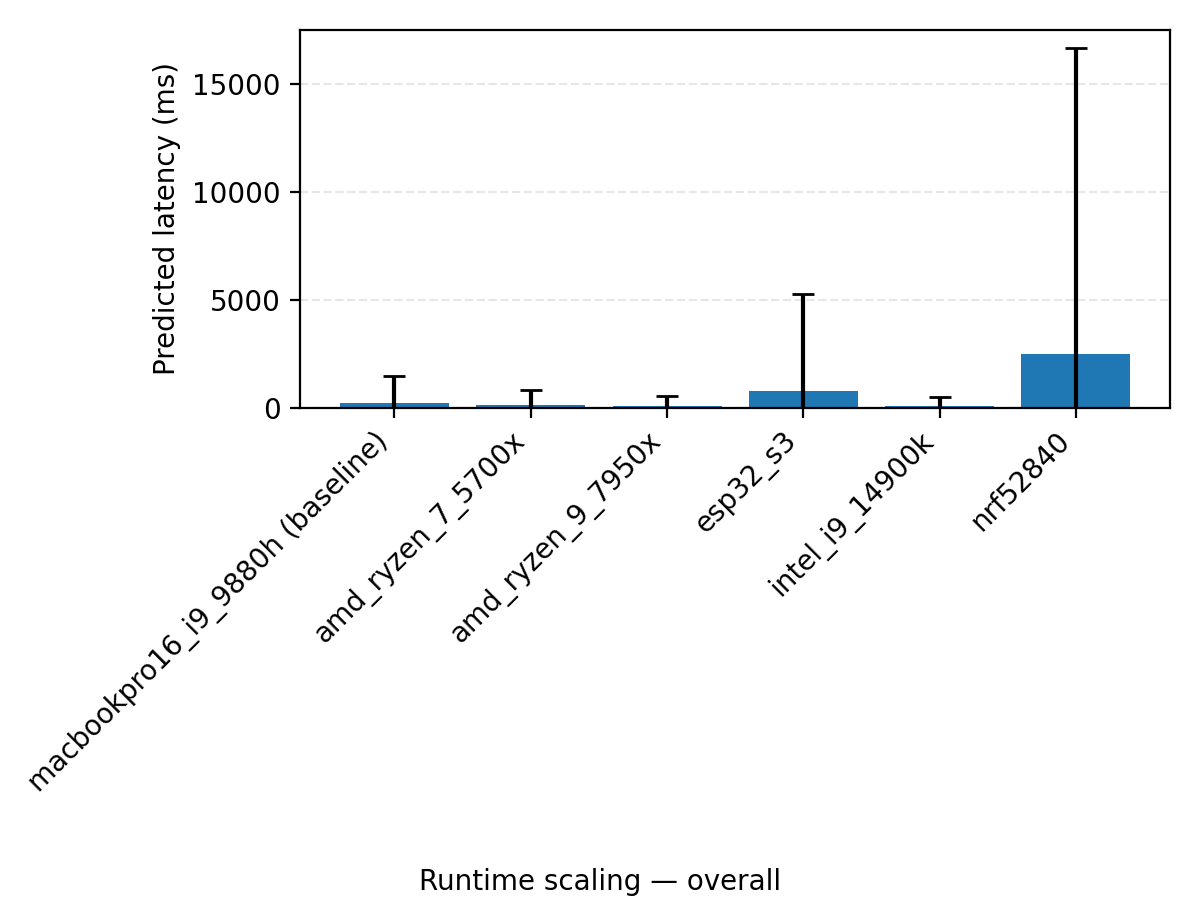 Predicted latency (ms)
15000
10000
5000
0
macbookpro16_i9_9880h (baseline)
amd_ryzen_7_5700x
amd_ryzen_9_7950x
esp32_s3
intel_i9_14900k
nrf52840
Runtime scaling — overall